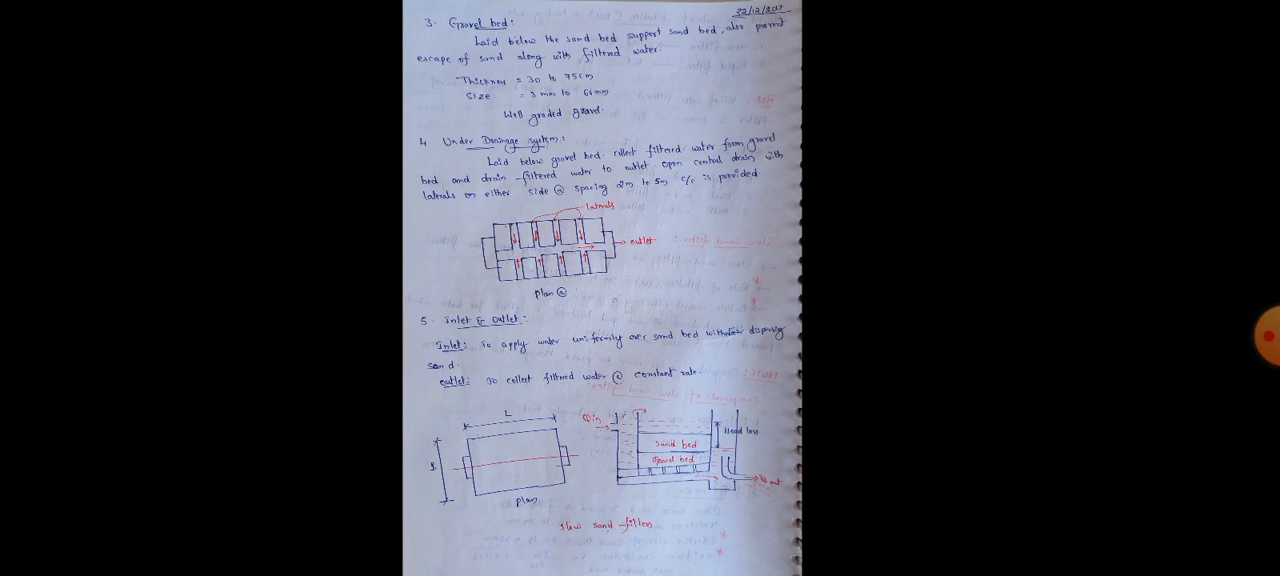 3. Gravel bed:
Laid below the sand bed support sand bed, also prevent
escape of sand along with filtered water.
Thickness = 30 to 75cm
Size = 3 mm to 6 mm
Well graded gravel.
4. Under Drainage system:
Laid below gravel bed. collect filtered water from gravel
bed and drain filtered water to outlet. open central drain with
laterals on either side @ spacing 2m to 5m c/c is provided.
laterals
outlet
plan @
5. Inlet & outlet:
Inlet: To apply water uniformly over sand bed
sand.
outlet: To collect filtered water @ constant rate.
L
B
Plan
Qin
sand bed
Gravel bed
Head loss
out
slow sand filters